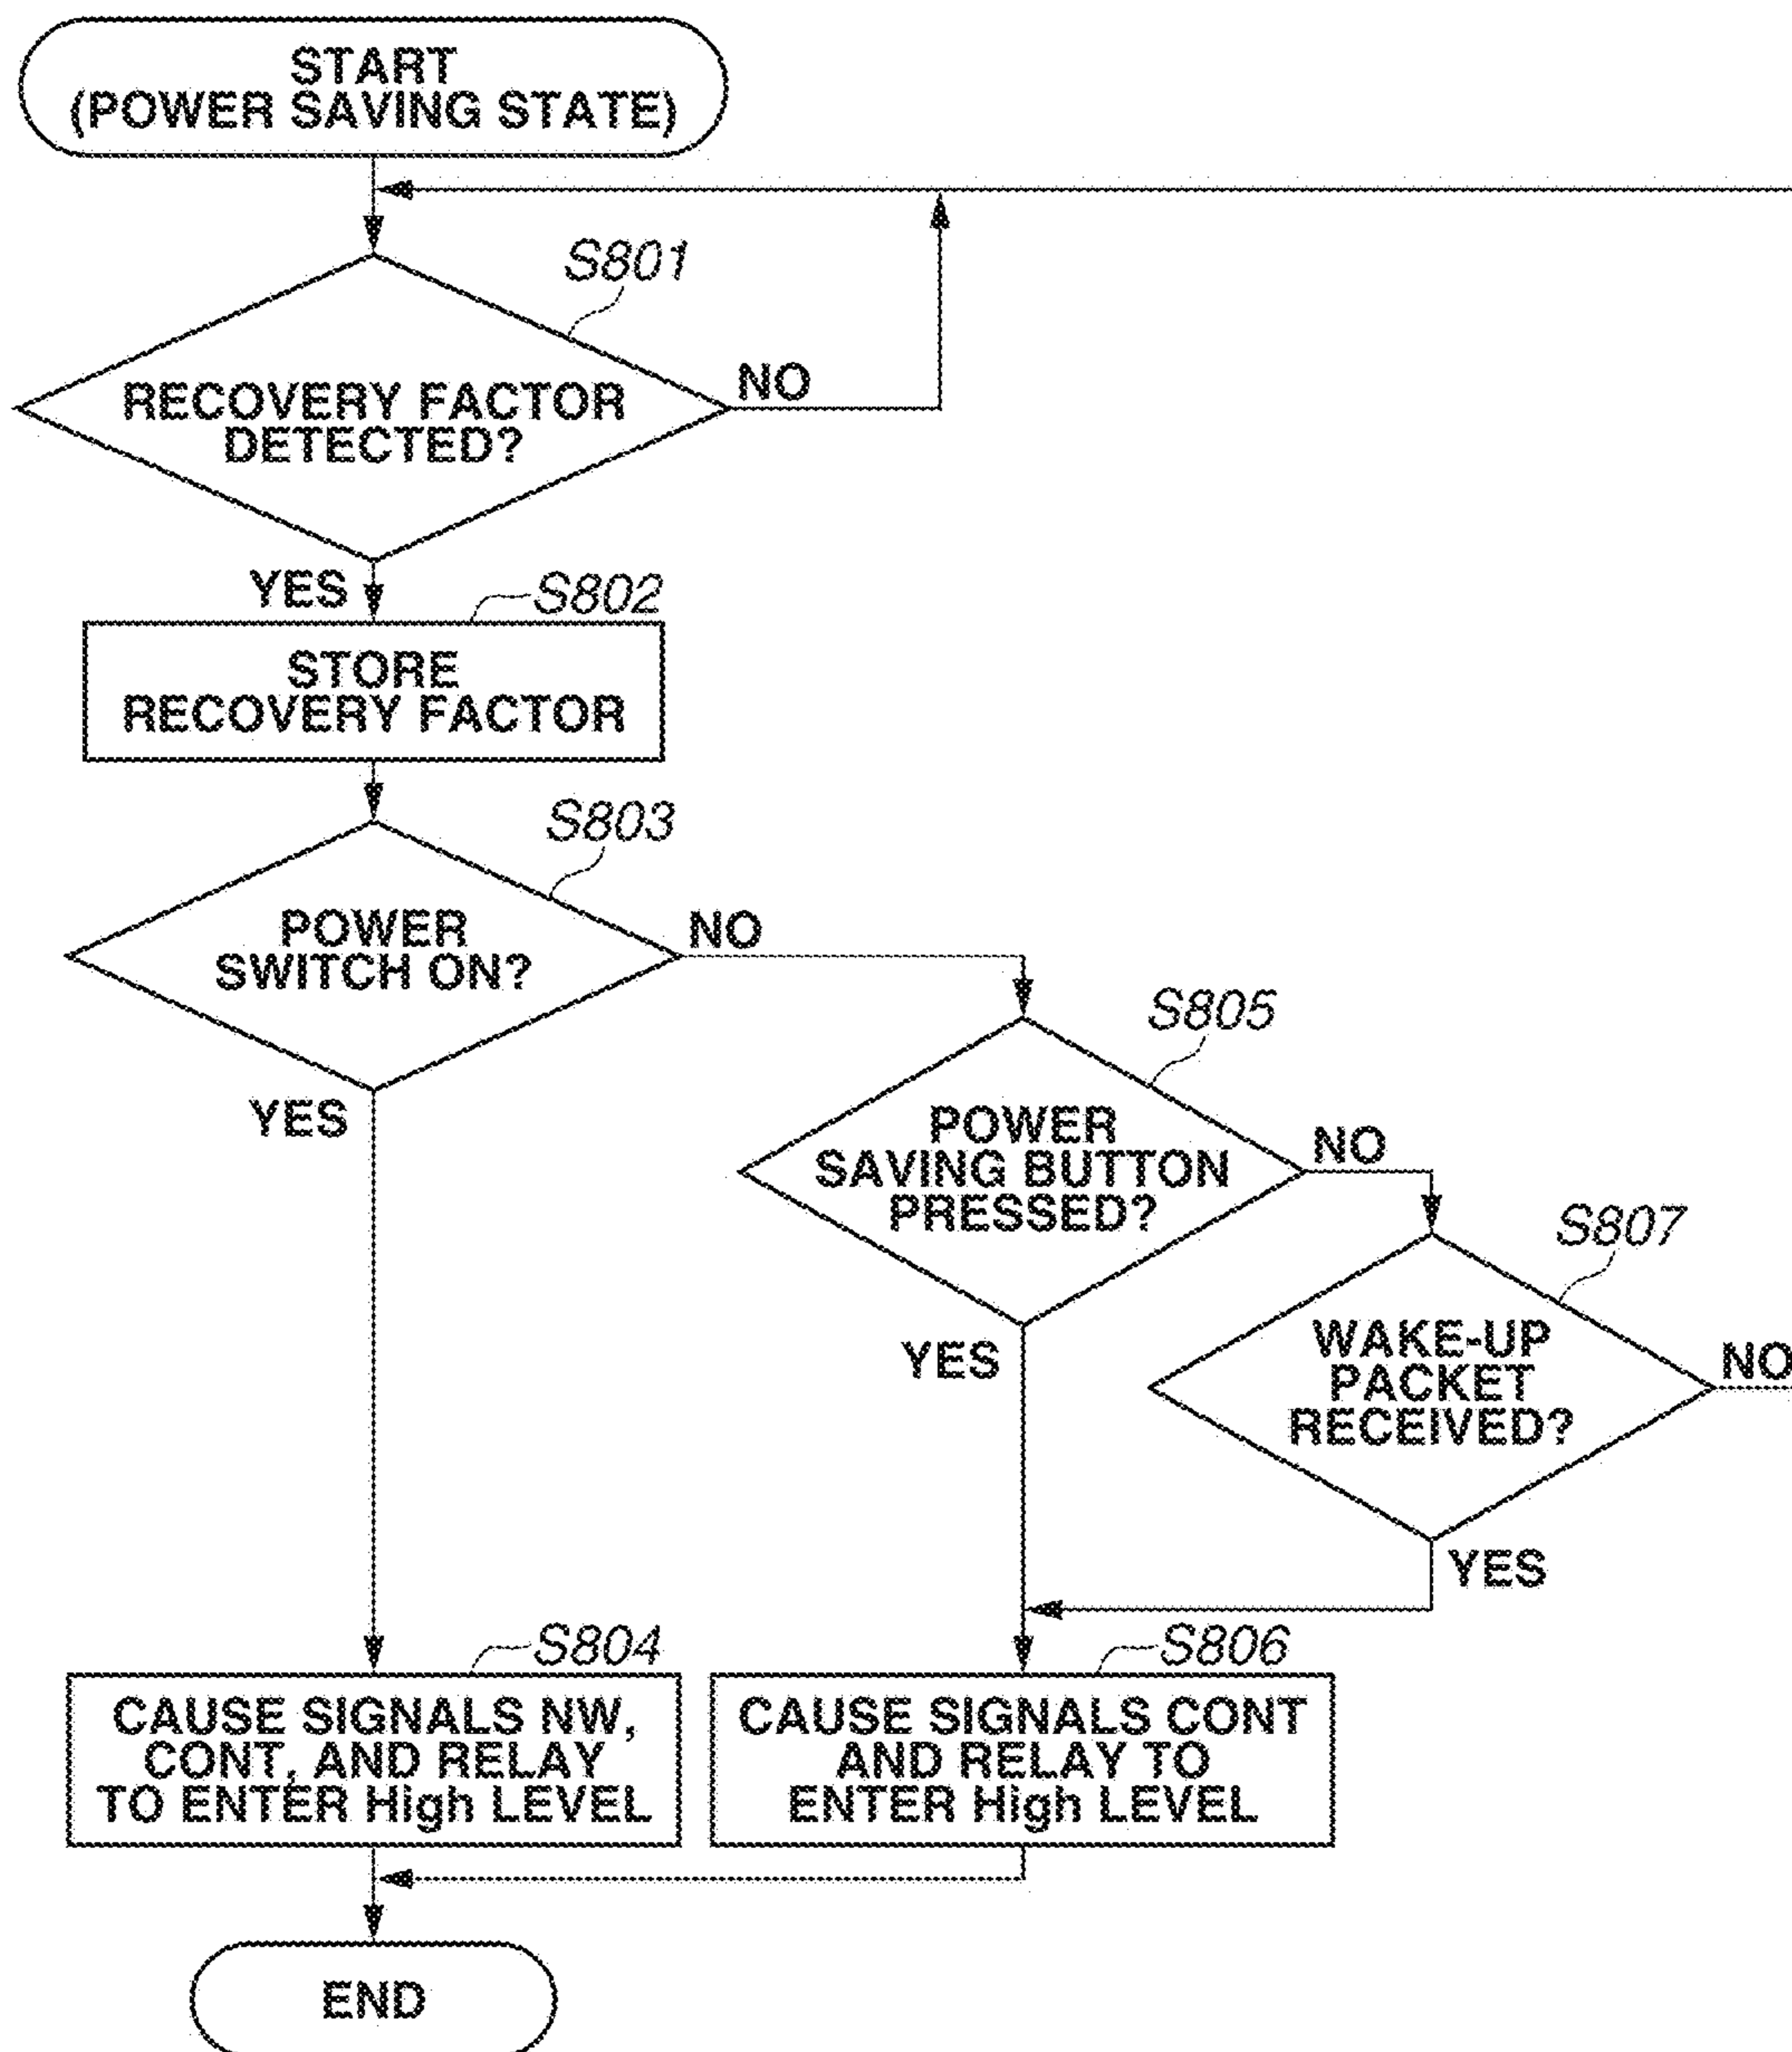 START
(POWER SAVING STATE)
S801
RECOVERY FACTOR
DETECTED?
NO
YES
S802
STORE
RECOVERY FACTOR
S803
POWER
SWITCH ON?
NO
YES
S805
POWER
SAVING BUTTON
PRESSED?
NO
YES
S807
WAKE-UP
PACKET
RECEIVED?
NO
YES
S804
CAUSE SIGNALS NW,
CONT, AND RELAY
TO ENTER High LEVEL
S806
CAUSE SIGNALS CONT
AND RELAY TO
ENTER High LEVEL
END